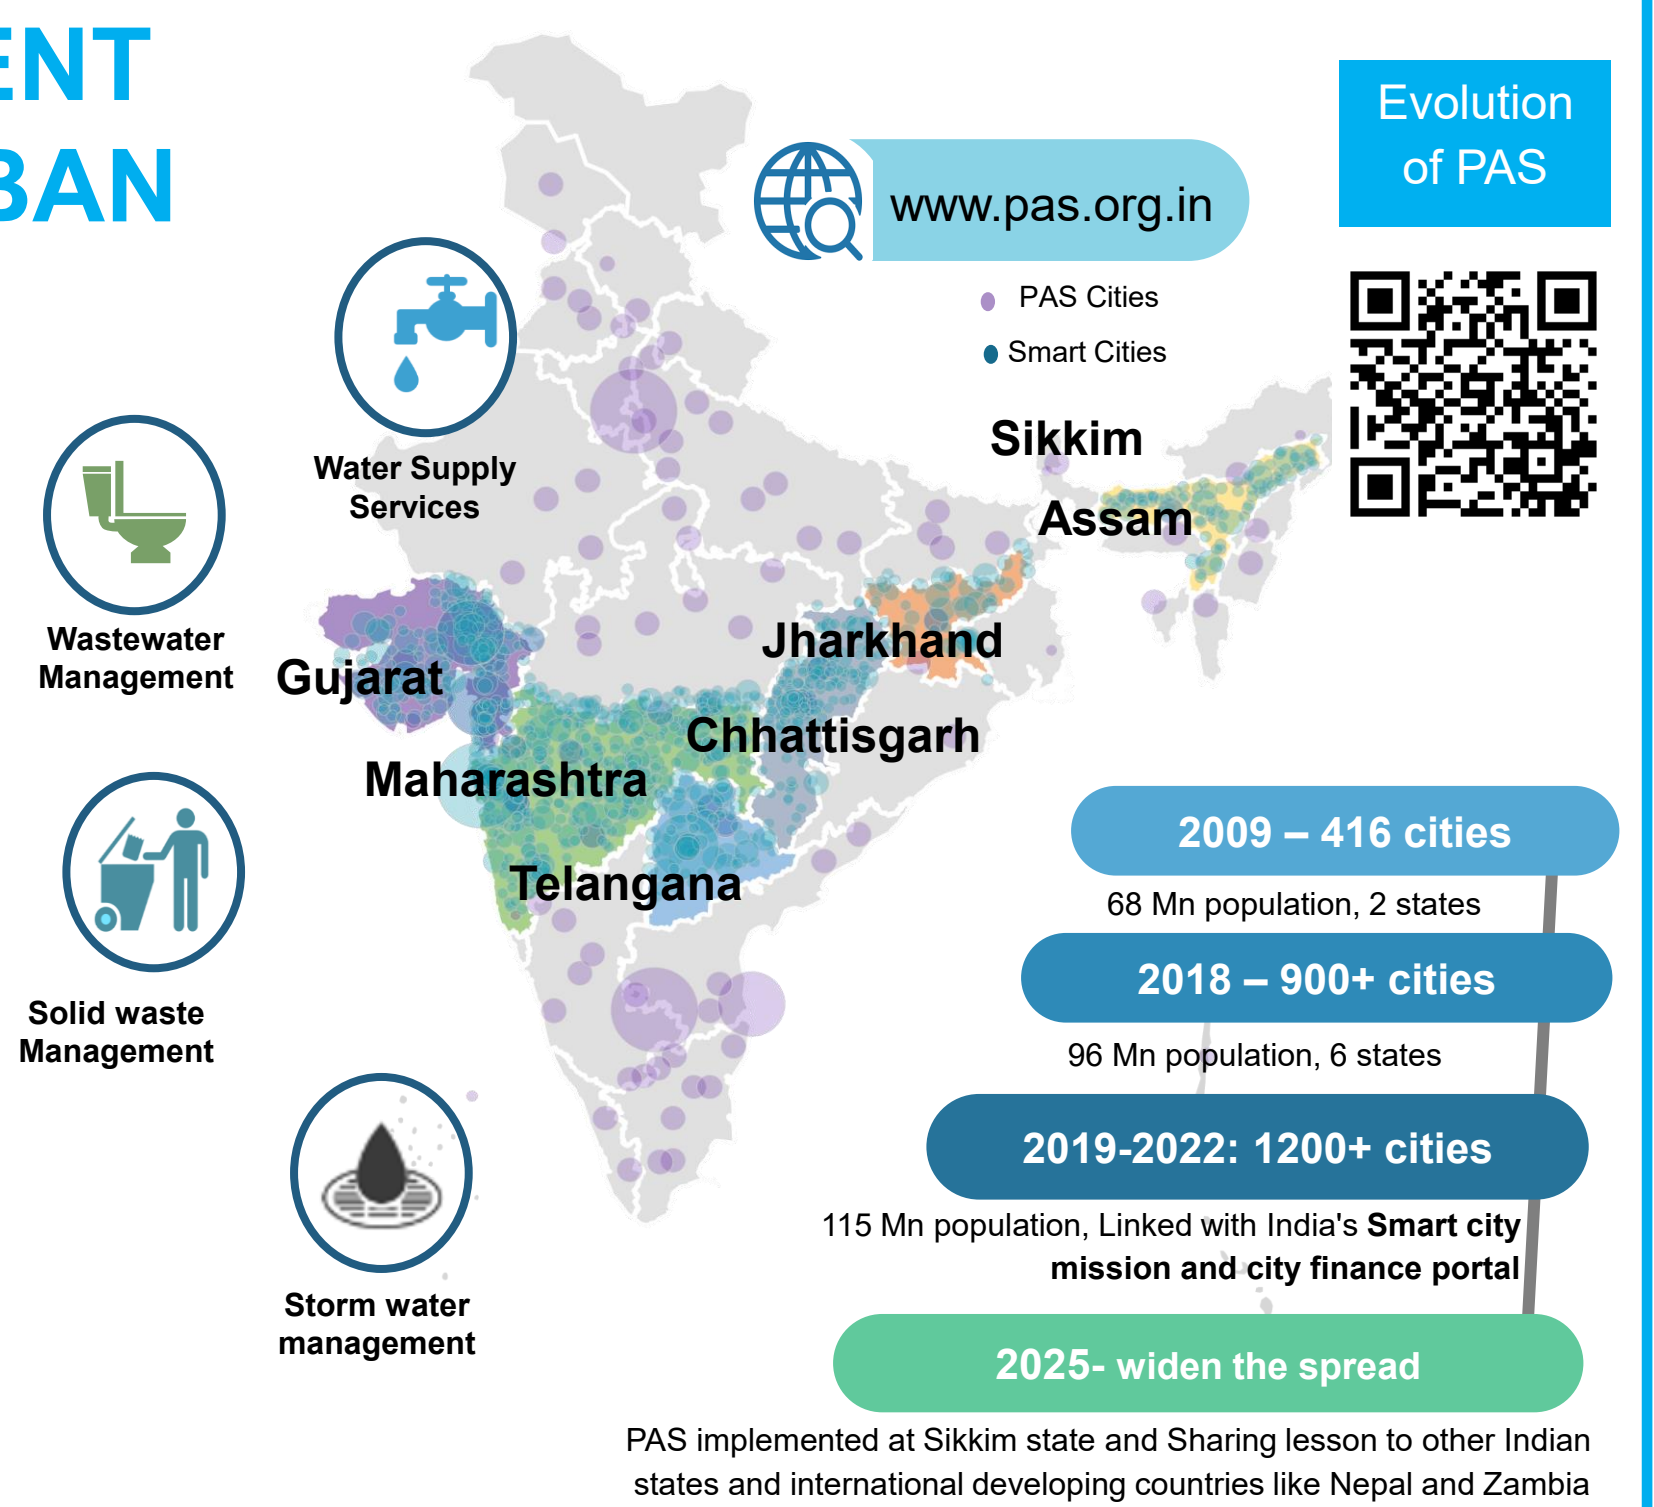 ENT
BAN
Evolution
of PAS
www.pas.org.in
PAS Cities
Smart Cities
Water Supply
Services
Wastewater
Management
Solid waste
Management
Storm water
management
Sikkim
Assam
Jharkhand
Gujarat
Chhattisgarh
Maharashtra
Telangana
2009 – 416 cities
68 Mn population, 2 states
2018 – 900+ cities
96 Mn population, 6 states
2019-2022: 1200+ cities
115 Mn population, Linked with India's Smart city
mission and city finance portal
2025- widen the spread
PAS implemented at Sikkim state and Sharing lesson to other Indian
states and international developing countries like Nepal and Zambia